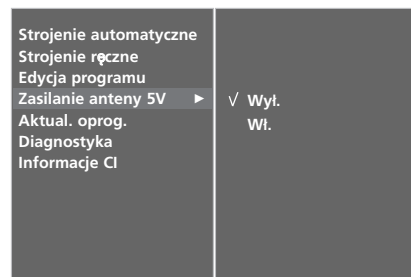 Strojenie automatyczne
Strojenie ręczne
Edycja programu
Zasilanie anteny 5V ►
Aktual. oprog.
Diagnostyka
Informacje CI
√ Wył.
Wł.